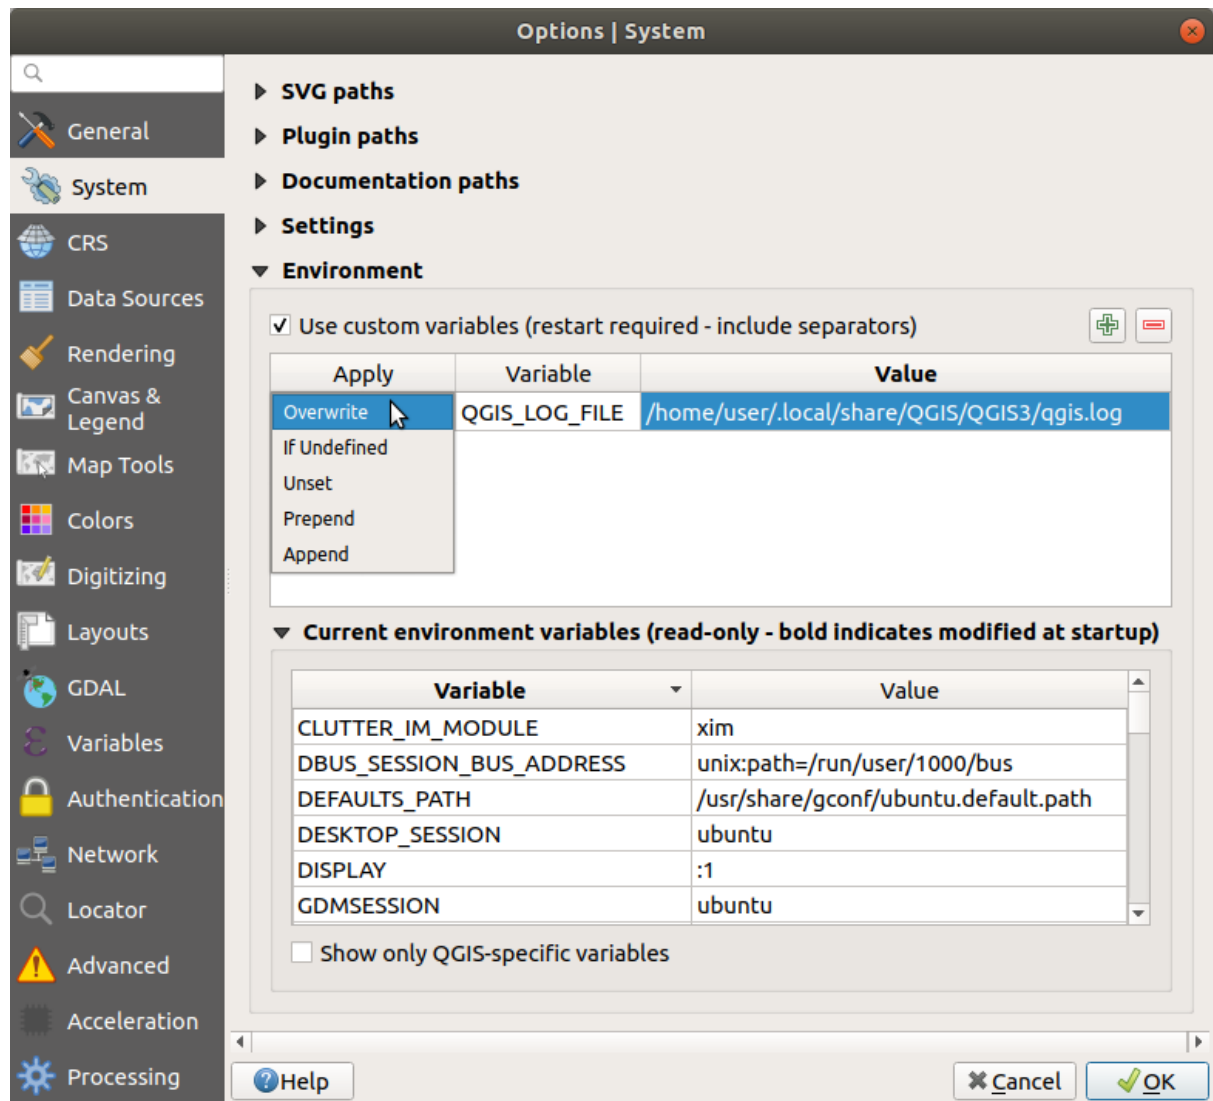 Options | System
General
System
CRS
Data Sources
Rendering
Canvas &
Legend
Map Tools
Colors
Digitizing
Layouts
GDAL
Variables
Authentication
Network
Locator
Advanced
Acceleration
Processing
SVG paths
Plugin paths
Documentation paths
Settings
Environment
Use custom variables (restart required - include separators)
Apply Variable Value
Overwrite QGIS_LOG_FILE /home/user/.local/share/QGIS/QGIS3/qgis.log
If Undefined
Unset
Prepend
Append
Current environment variables (read-only - bold indicates modified at startup)
Variable Value
CLUTTER_IM_MODULE xim
DBUS_SESSION_BUS_ADDRESS unix:path=/run/user/1000/bus
DEFAULTS_PATH /usr/share/gconf/ubuntu.default.path
DESKTOP_SESSION ubuntu
DISPLAY :1
GDMSESSION ubuntu
Show only QGIS-specific variables
Help Cancel OK